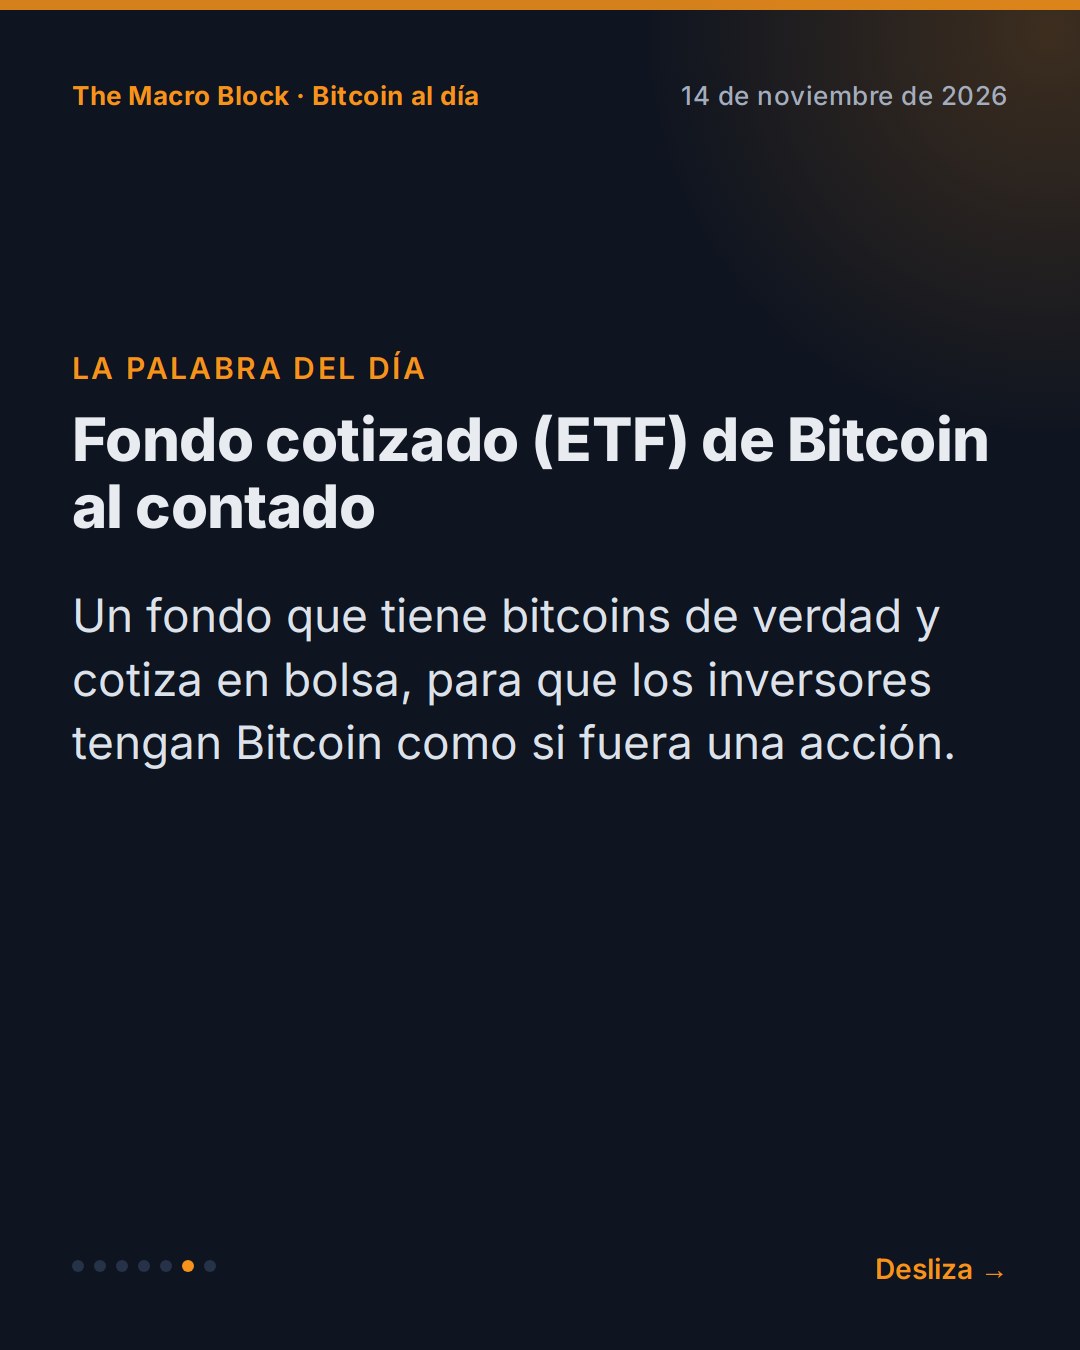 The Macro Block · Bitcoin al día
14 de noviembre de 2026
LA PALABRA DEL DÍA
Fondo cotizado (ETF) de Bitcoin
al contado
Un fondo que tiene bitcoins de verdad y
cotiza en bolsa, para que los inversores
tengan Bitcoin como si fuera una acción.
Desliza →